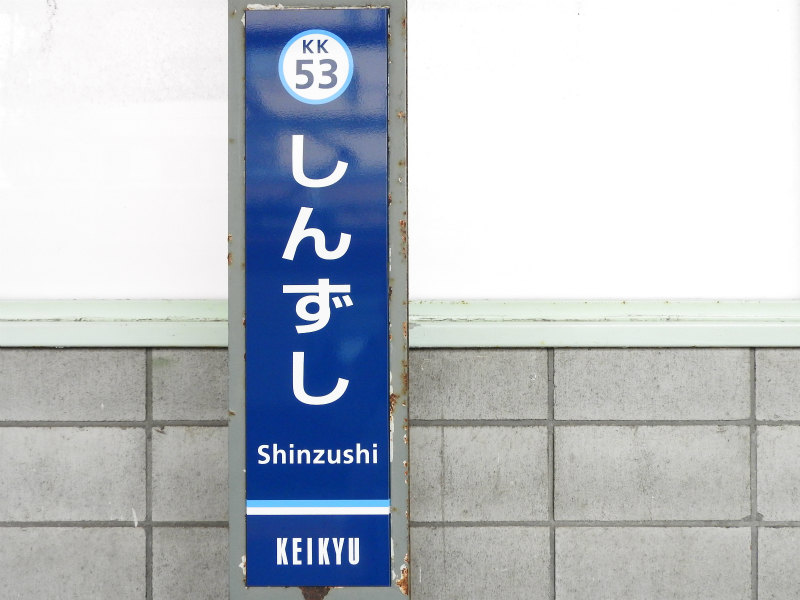 KK
53
しんずし
Shinzushi
KEIKYU